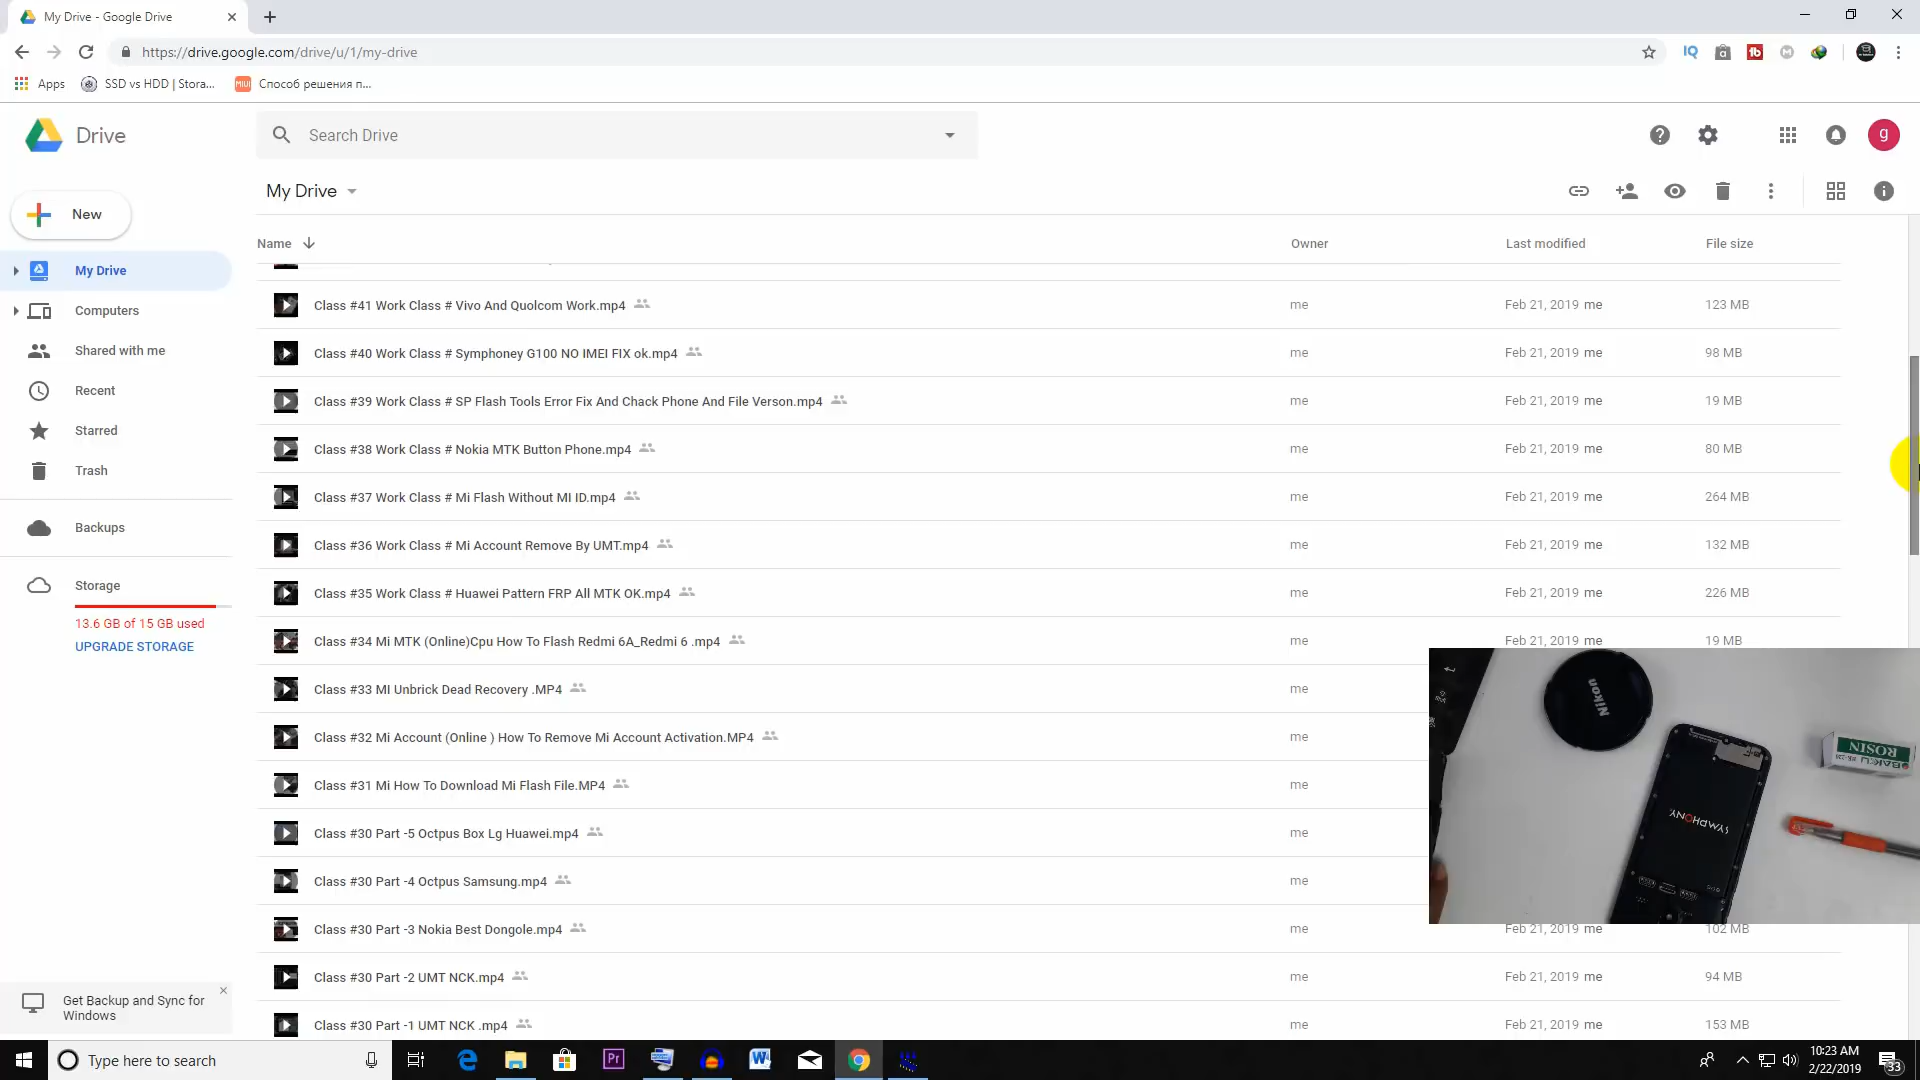 My Drive - Google Drive
https://drive.google.com/drive/u/1/my-drive
Apps
SSD vs HDD | Stora...
Способ решения п...
Drive
Search Drive
g
My Drive
New
Name
Owner
Last modified
File size
My Drive
Computers
Shared with me
Recent
Starred
Trash
Backups
Storage
13.6 GB of 15 GB used
UPGRADE STORAGE
Class #41 Work Class # Vivo And Quolcom Work.mp4 me Feb 21, 2019 me 123 MB
Class #40 Work Class # Symphoney G100 NO IMEI FIX ok.mp4 me Feb 21, 2019 me 98 MB
Class #39 Work Class # SP Flash Tools Error Fix And Chack Phone And File Verson.mp4 me Feb 21, 2019 me 19 MB
Class #38 Work Class # Nokia MTK Button Phone.mp4 me Feb 21, 2019 me 80 MB
Class #37 Work Class # Mi Flash Without MI ID.mp4 me Feb 21, 2019 me 264 MB
Class #36 Work Class # Mi Account Remove By UMT.mp4 me Feb 21, 2019 me 132 MB
Class #35 Work Class # Huawei Pattern FRP All MTK OK.mp4 me Feb 21, 2019 me 226 MB
Class #34 Mi MTK (Online)Cpu How To Flash Redmi 6A_Redmi 6 .mp4 me Feb 21, 2019 me 19 MB
Class #33 MI Unbrick Dead Recovery .MP4 me
Class #32 Mi Account (Online ) How To Remove Mi Account Activation.MP4 me
Class #31 Mi How To Download Mi Flash File.MP4 me
Class #30 Part -5 Octpus Box Lg Huawei.mp4 me
Class #30 Part -4 Octpus Samsung.mp4 me
Class #30 Part -3 Nokia Best Dongole.mp4 me Feb 21, 2019 me 102 MB
Class #30 Part -2 UMT NCK.mp4 me Feb 21, 2019 me 94 MB
Class #30 Part -1 UMT NCK .mp4 me Feb 21, 2019 me 153 MB
Nikon
SYMPHONY
ROSIN
BAKU
Get Backup and Sync for
Windows
Type here to search
10:23 AM
2/22/2019
33